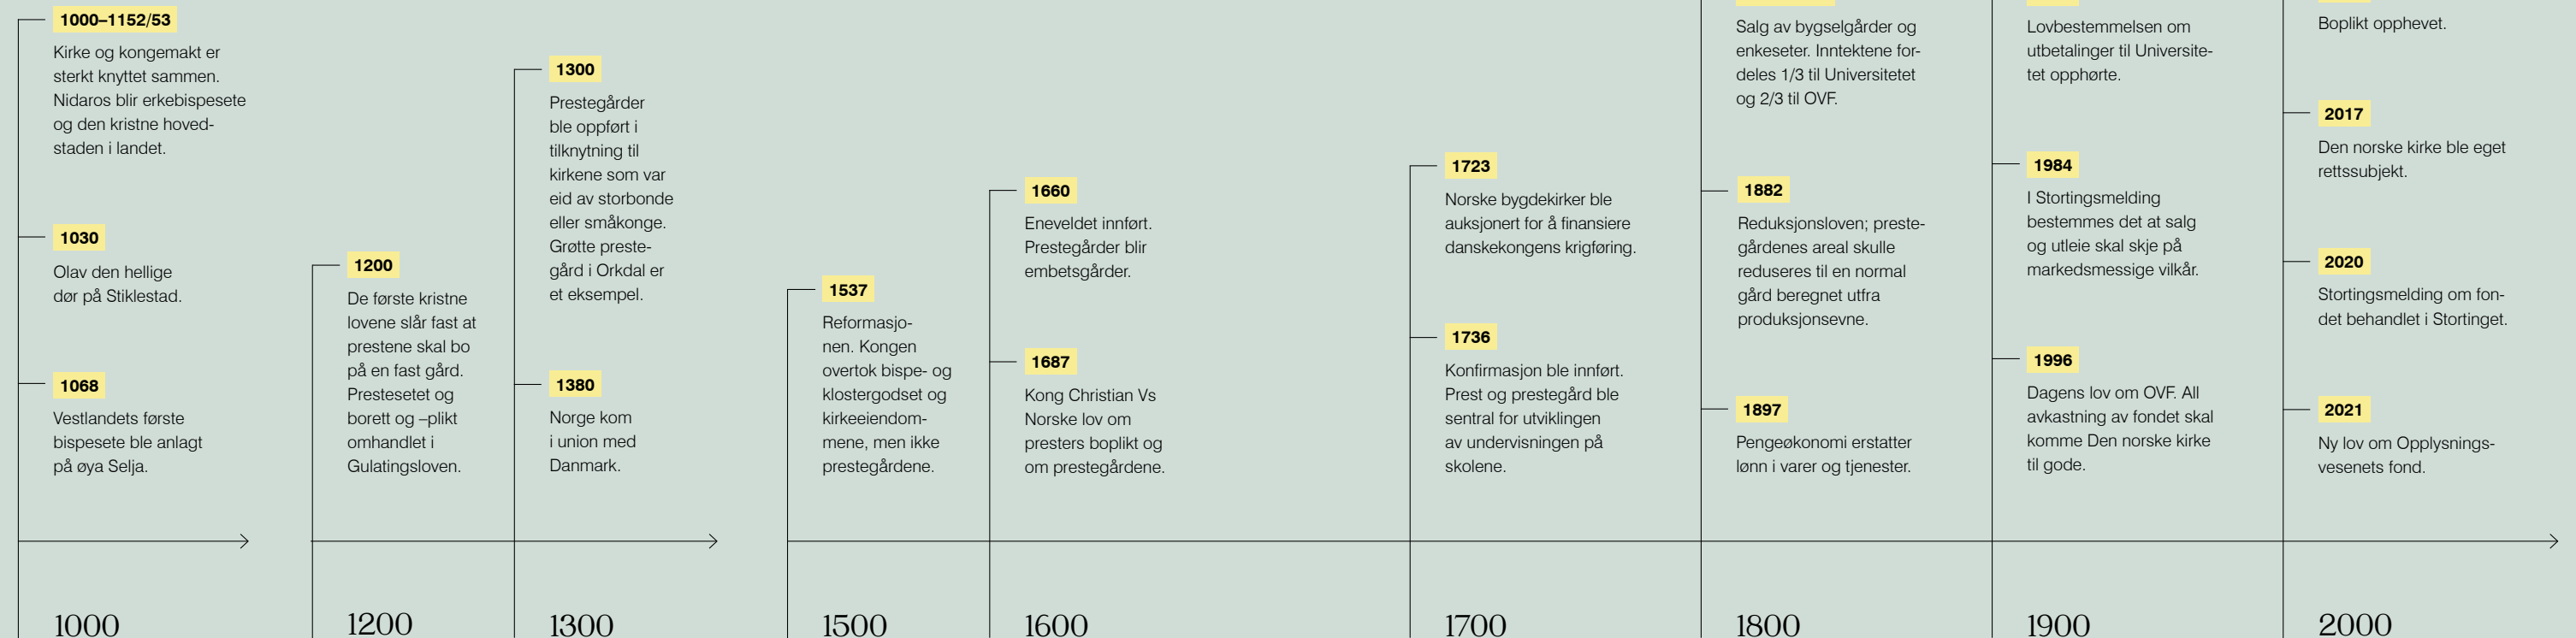 1000–1152/53
Kirke og kongemakt er
sterkt knyttet sammen.
Nidaros blir erkebispesete
og den kristne hoved-
staden i landet.
1030
Olav den hellige
dør på Stiklestad.
1068
Vestlandets første
bispesete ble anlagt
på øya Selja.
1000
1200
De første kristne
lovene slår fast at
prestene skal bo
på en fast gård.
Prestesetet og
borett og –plikt
omhandlet i
Gulatingsloven.
1200
1300
Prestegårder
ble oppført i
tilknytning til
kirkene som var
eid av storbonde
eller småkonge.
Grøtte preste-
gård i Orkdal er
et eksempel.
1380
Norge kom
i union med
Danmark.
1300
1537
Reformasjo-
nen. Kongen
overtok bispe- og
klostergodset og
kirkeeiendom-
mene, men ikke
prestegårdene.
1500
1660
Eneveldet innført.
Prestegårder blir
embetsgårder.
1687
Kong Christian Vs
Norske lov om
presters boplikt og
om prestegårdene.
1600
1723
Norske bygdekirker ble
auksjonert for å finansiere
danskekongens krigføring.
1736
Konfirmasjon ble innført.
Prest og prestegård ble
sentral for utviklingen
av undervisningen på
skolene.
1700
Salg av bygselgårder og
enkeseter. Inntektene for-
deles 1/3 til Universitetet
og 2/3 til OVF.
1882
Reduksjonsloven; preste-
gårdenes areal skulle
reduseres til en normal
gård beregnet utfra
produksjonsevne.
1897
Pengeøkonomi erstatter
lønn i varer og tjenester.
1800
Lovbestemmelsen om
utbetalinger til Universite-
tet opphørte.
1984
I Stortingsmelding
bestemmes det at salg
og utleie skal skje på
markedsmessige vilkår.
1996
Dagens lov om OVF. All
avkastning av fondet skal
komme Den norske kirke
til gode.
1900
Boplikt opphevet.
2017
Den norske kirke ble eget
rettssubjekt.
2020
Stortingsmelding om fon-
det behandlet i Stortinget.
2021
Ny lov om Opplysnings-
vesenets fond.
2000